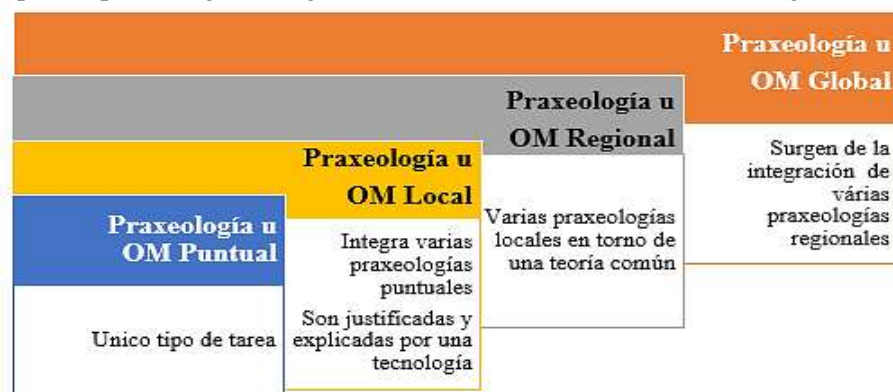 Praxeología u
OM Global
Surgen de la
integración de
várias
praxeologías
regionales
Praxeología u
OM Regional
Varias praxeologías
locales en torno de
una teoría común
Praxeología u
OM Local
Integra varias
praxeologías
puntuales
Son justificadas y
explicadas por una
tecnología
Praxeología u
OM Puntual
Unico tipo de tarea